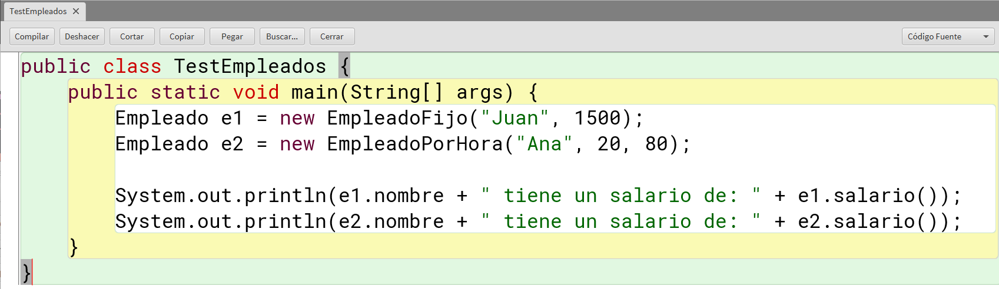 TestEmpleados ×
Compilar Deshacer Cortar Copiar Pegar Buscar... Cerrar Código Fuente
public class TestEmpleados {
    public static void main(String[] args) {
        Empleado e1 = new EmpleadoFijo("Juan", 1500);
        Empleado e2 = new EmpleadoPorHora("Ana", 20, 80);

        System.out.println(e1.nombre + " tiene un salario de: " + e1.salario());
        System.out.println(e2.nombre + " tiene un salario de: " + e2.salario());
    }
}